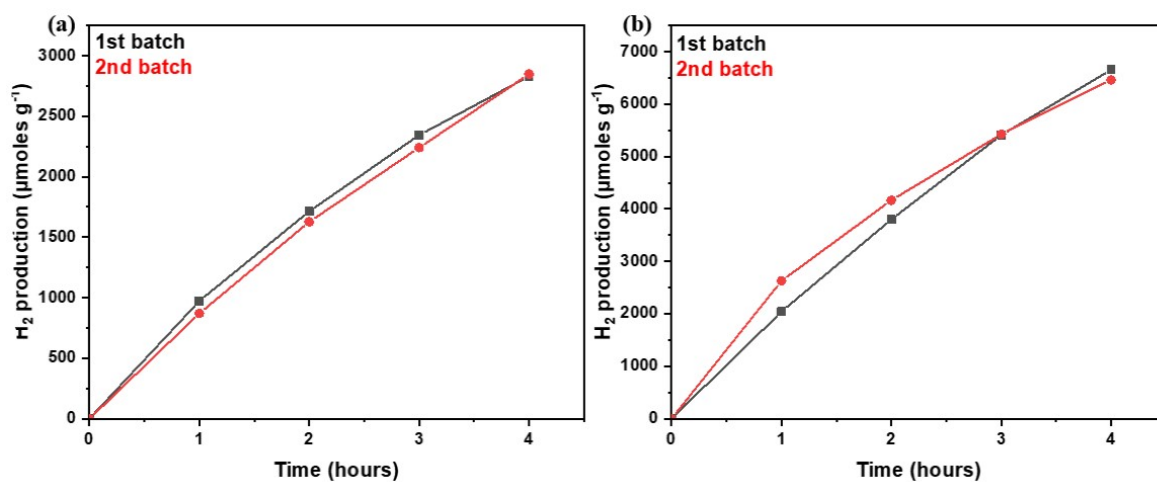 (a)
1st batch
2nd batch
H₂ production (μmoles g⁻¹)
3000
2500
2000
1500
1000
500
0
0 1 2 3 4
Time (hours)
(b)
1st batch
2nd batch
H₂ production (μmoles g⁻¹)
7000
6000
5000
4000
3000
2000
1000
0
0 1 2 3 4
Time (hours)